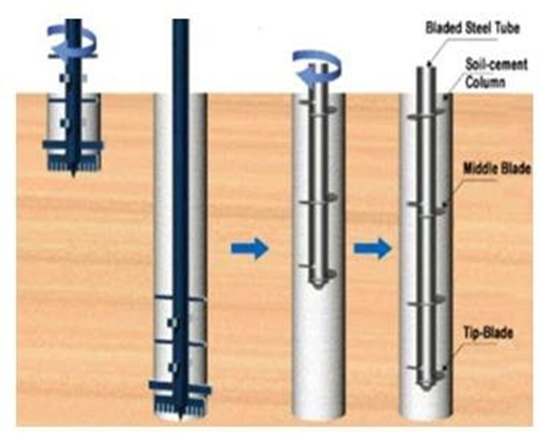 Bladed Steel Tube
Soil-cement
Column
Middle Blade
Tip-Blade